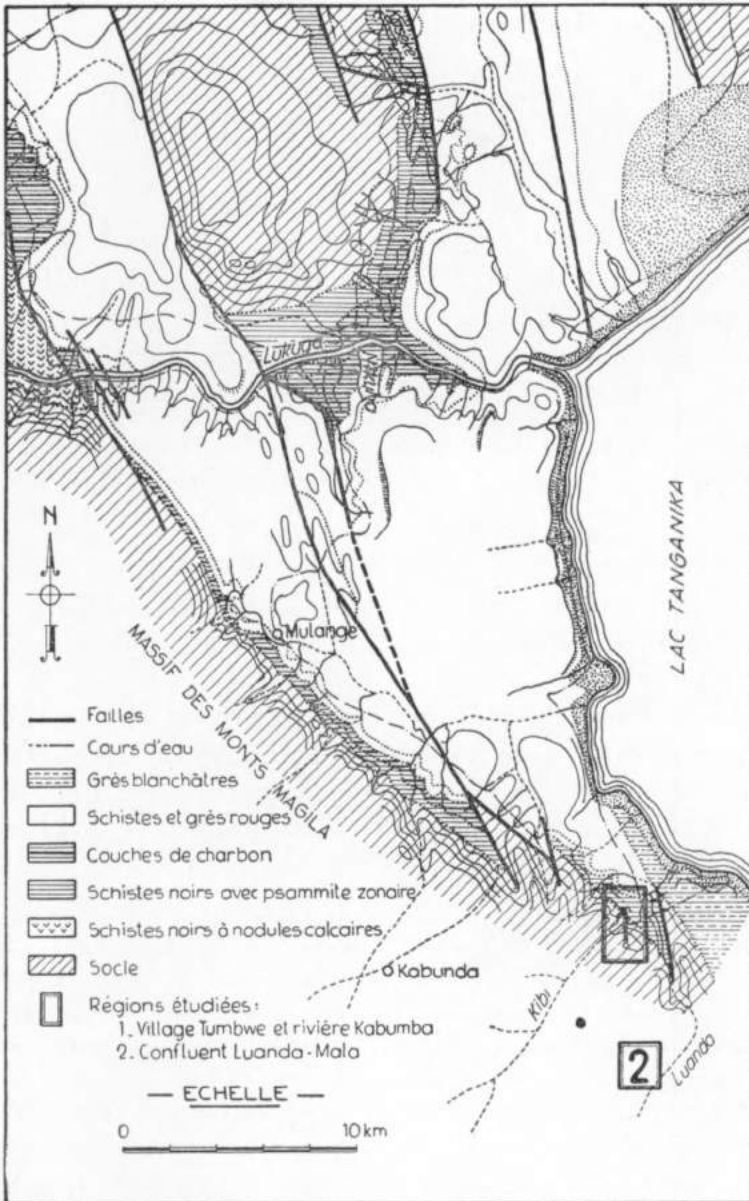 Lukuga
N
Mulange
LAC TANGANIKA
MASSIF DES MONTS MAGILA
Failles
Cours d'eau
Grès blanchâtres
Schistes et grès rouges
Couches de charbon
Schistes noirs avec psammite zonaire
Schistes noirs à nodules calcaires
Socle
Régions étudiées:
1. Village Tumbwe et rivière Kabumba
2. Confluent Luanda-Mala
Kabunda
1
Kibi
2
Luanda
— ECHELLE —
0 10 km